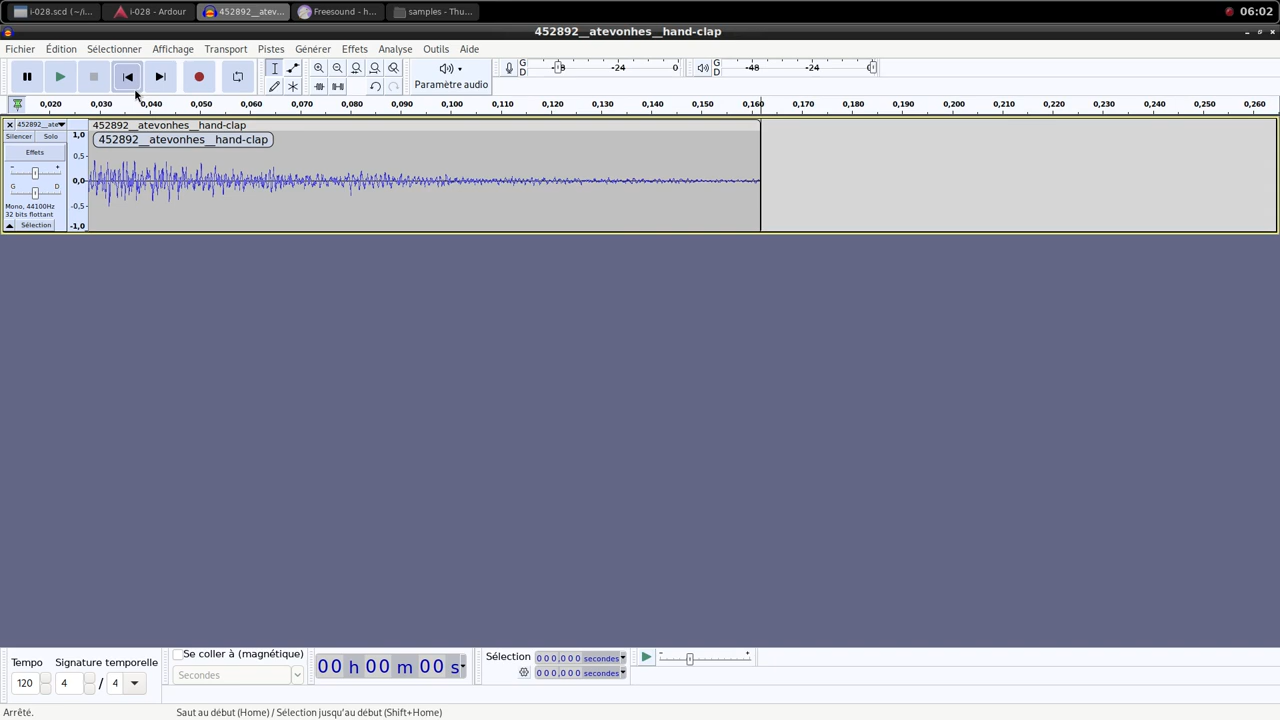 i-028.scd (~/i...
i-028 - Ardour
452892__atev...
Freesound - h...
samples - Thu...
06:02
452892__atevonhes__hand-clap
Fichier Édition Sélectionner Affichage Transport Pistes Générer Effets Analyse Outils Aide
G
D
-24 0
G
D
-48 -24
Paramètre audio
0,020 0,030 0,040 0,050 0,060 0,070 0,080 0,090 0,100 0,110 0,120 0,130 0,140 0,150 0,160 0,170 0,180 0,190 0,200 0,210 0,220 0,230 0,240 0,250 0,260
452892__ate
452892__atevonhes__hand-clap
Silencer Solo
1,0
452892__atevonhes__hand-clap
Effets
0,5
- +
0,0
G D
Mono, 44100Hz
-0,5
32 bits flottant
Sélection
-1,0
Tempo
Signature temporelle
Se coller à (magnétique)
Sélection
120
4 / 4
Secondes
00 h 00 m 00 s
000,000 secondes
000,000 secondes
- +
Arrêté.
Saut au début (Home) / Sélection jusqu'au début (Shift+Home)